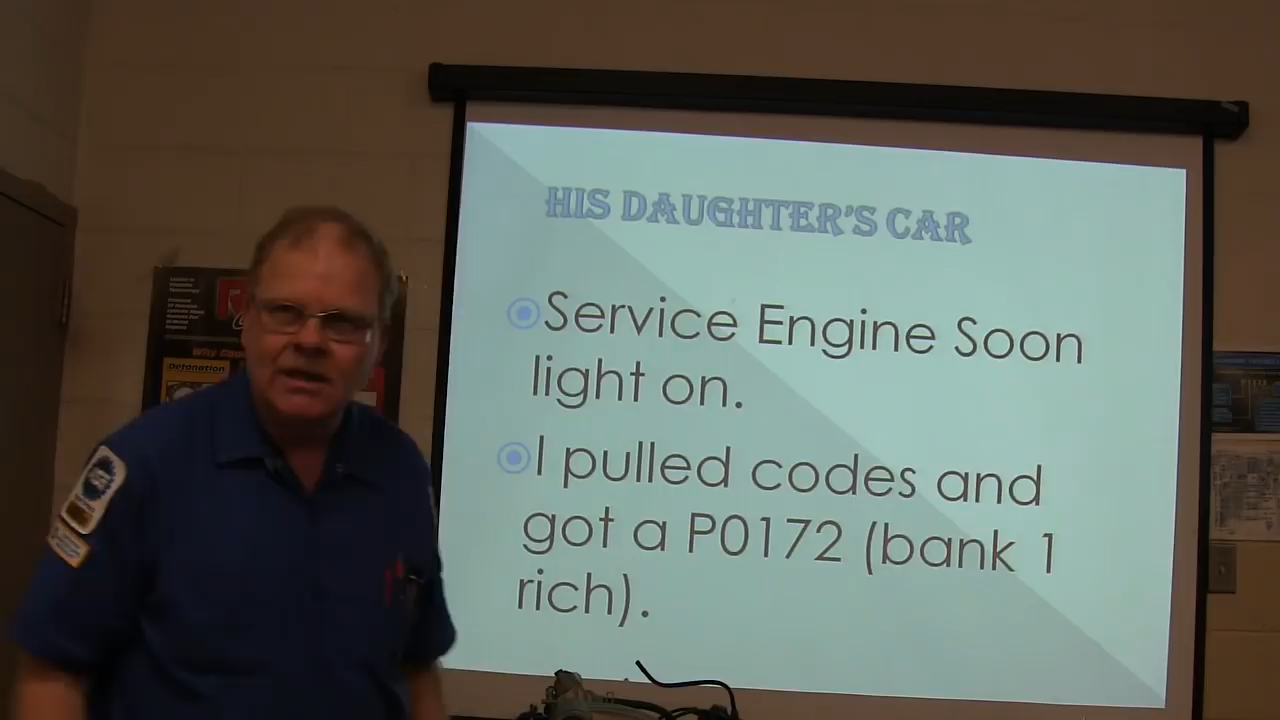 HIS DAUGHTER'S CAR
Service Engine Soon
light on.
I pulled codes and
got a P0172 (bank 1
rich).
Detonation